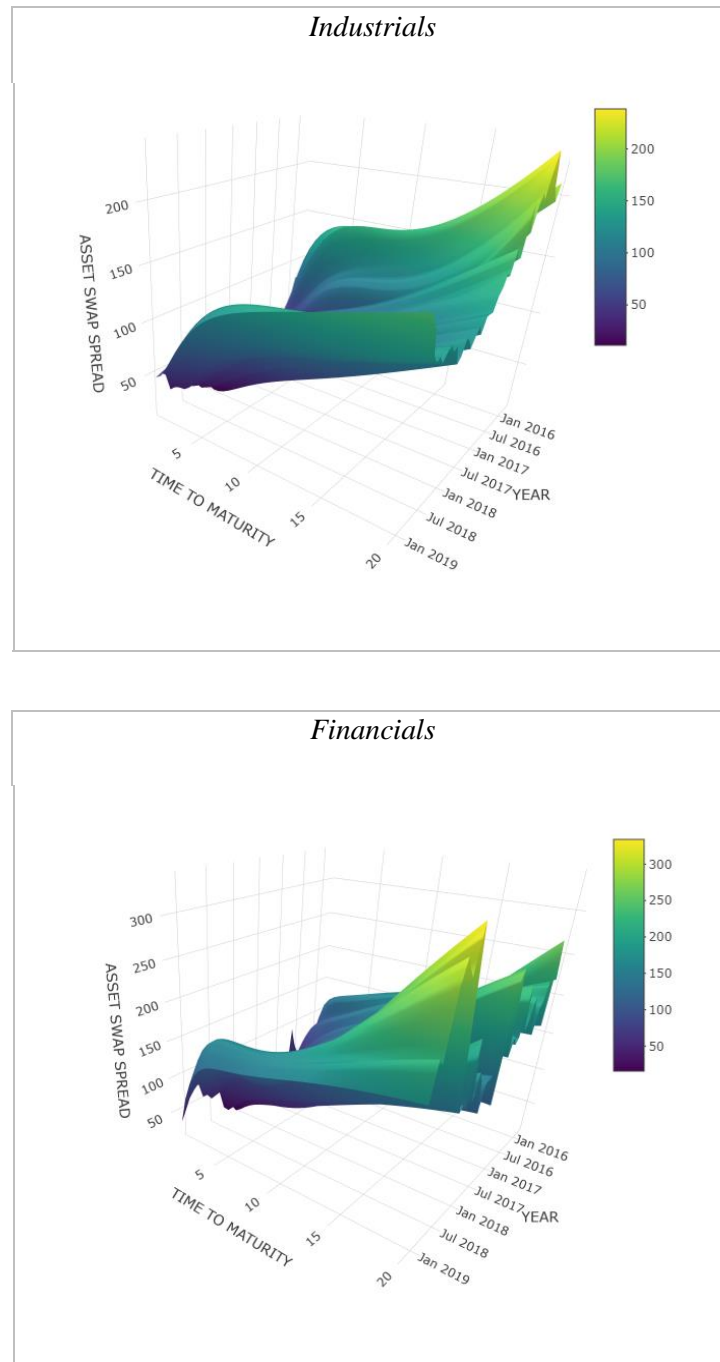 Industrials
200
150
100
50
ASSET SWAP SPREAD
200
150
100
50
5
10
15
20
TIME TO MATURITY
Jan 2016
Jul 2016
Jan 2017
Jul 2017
Jan 2018
Jul 2018
Jan 2019
YEAR
Financials
300
250
200
150
100
50
ASSET SWAP SPREAD
300
250
200
150
100
50
5
10
15
20
TIME TO MATURITY
Jan 2016
Jul 2016
Jan 2017
Jul 2017
Jan 2018
Jul 2018
Jan 2019
YEAR